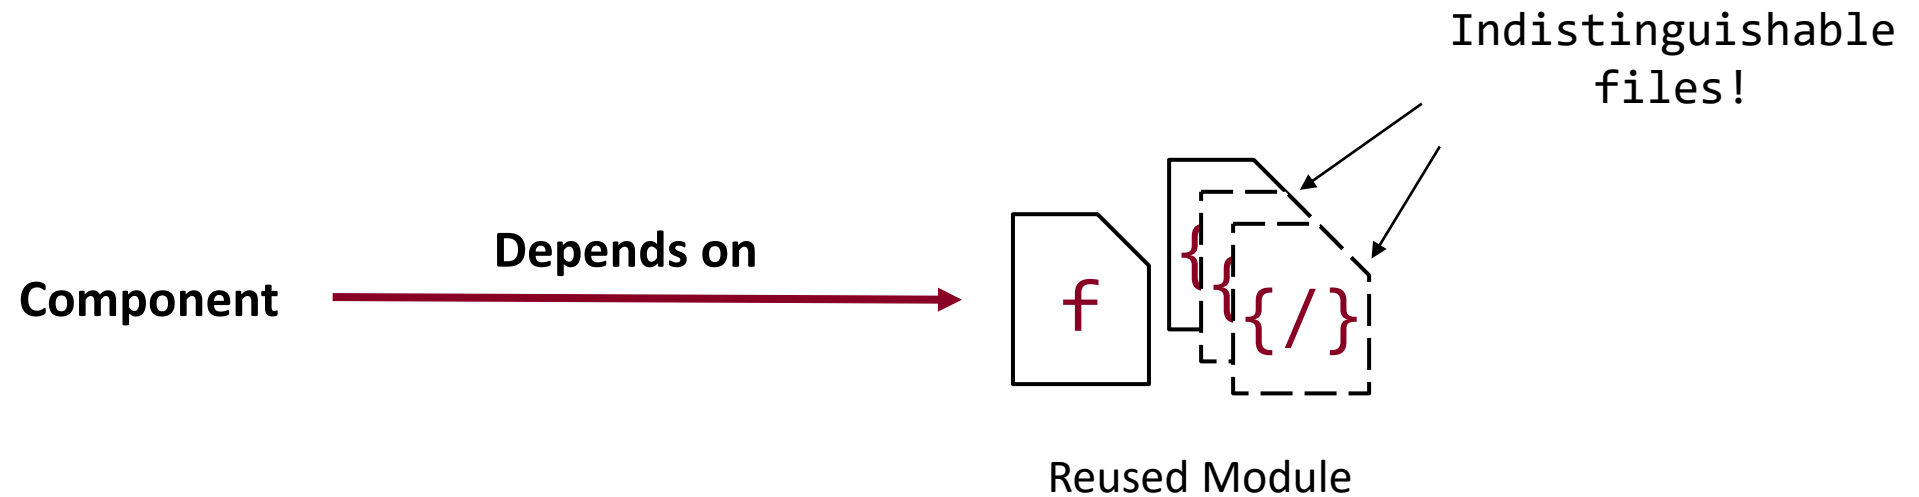 Indistinguishable
files!
Depends on
Component
f
{
{
{/}
Reused Module